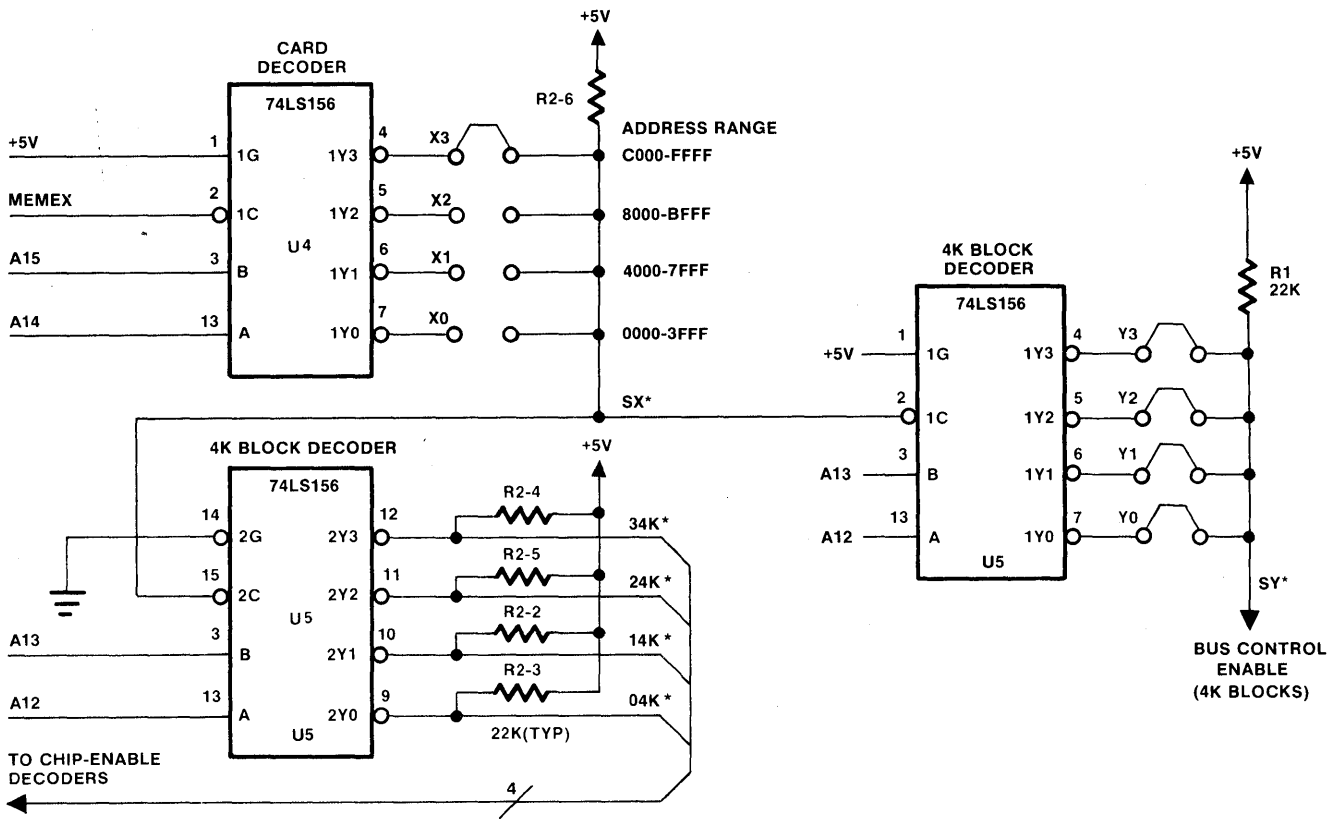 +5V
CARD
DECODER
74LS156
R2-6
ADDRESS RANGE
+5V
1
1G
1Y3
4
X3
C000-FFFF
MEMEX
2
1C
1Y2
5
X2
8000-BFFF
U4
A15
3
B
1Y1
6
X1
4000-7FFF
A14
13
A
1Y0
7
X0
0000-3FFF
SX*
+5V
4K BLOCK
DECODER
74LS156
R1
22K
+5V
1
1G
1Y3
4
Y3
2
1C
1Y2
5
Y2
A13
3
B
1Y1
6
Y1
A12
13
A
1Y0
7
Y0
U5
SY*
BUS CONTROL
ENABLE
(4K BLOCKS)
4K BLOCK DECODER
+5V
74LS156
14
2G
2Y3
12
R2-4
34K*
15
2C
2Y2
11
R2-5
24K*
U5
A13
3
B
2Y1
10
R2-2
14K*
A12
13
A
2Y0
9
R2-3
04K*
U5
22K(TYP)
TO CHIP-ENABLE
DECODERS
4